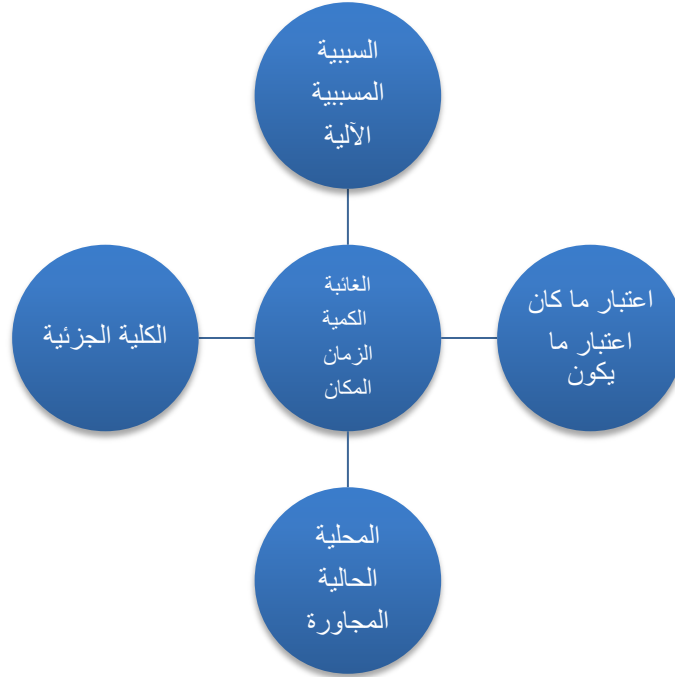 السببية
المسببية
الآلية
اعتبار ما كان
اعتبار ما
يكون
الغائبة
الكمية
الزمان
المكان
الكلية الجزئية
المحلية
الحالية
المجاورة